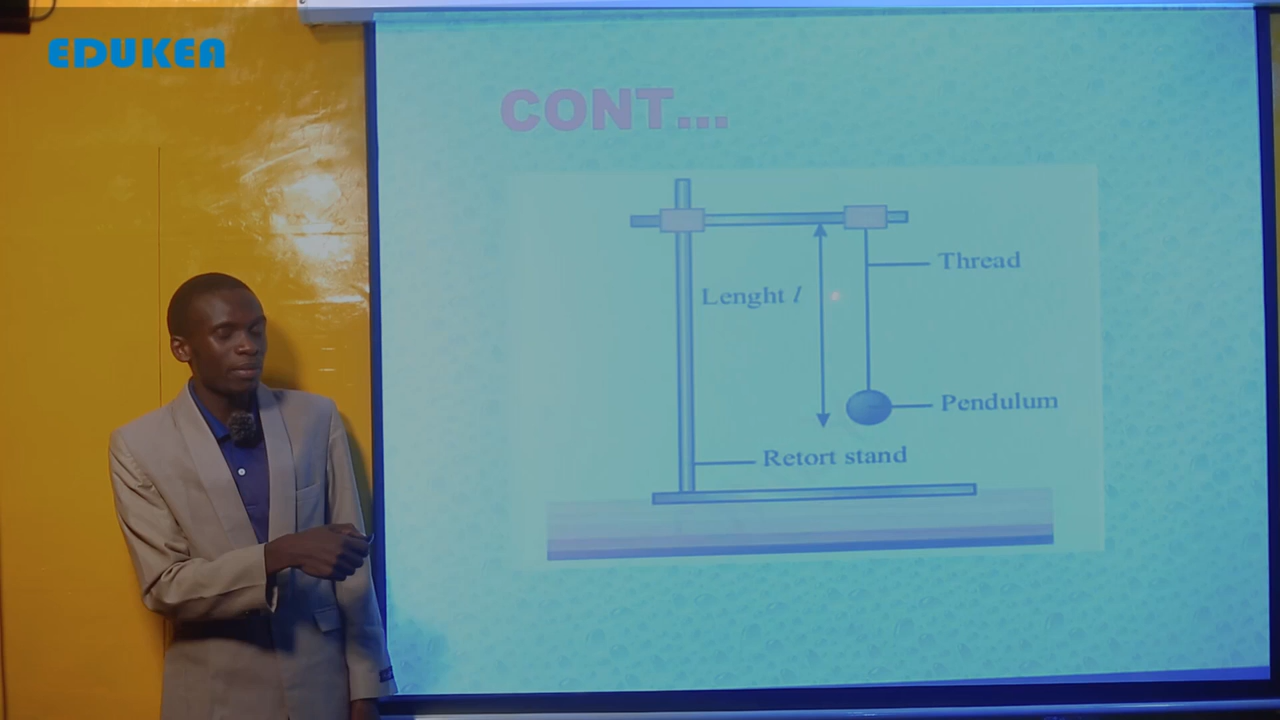 EDUKEA
CONT...
Thread
Lenght l
Pendulum
Retort stand